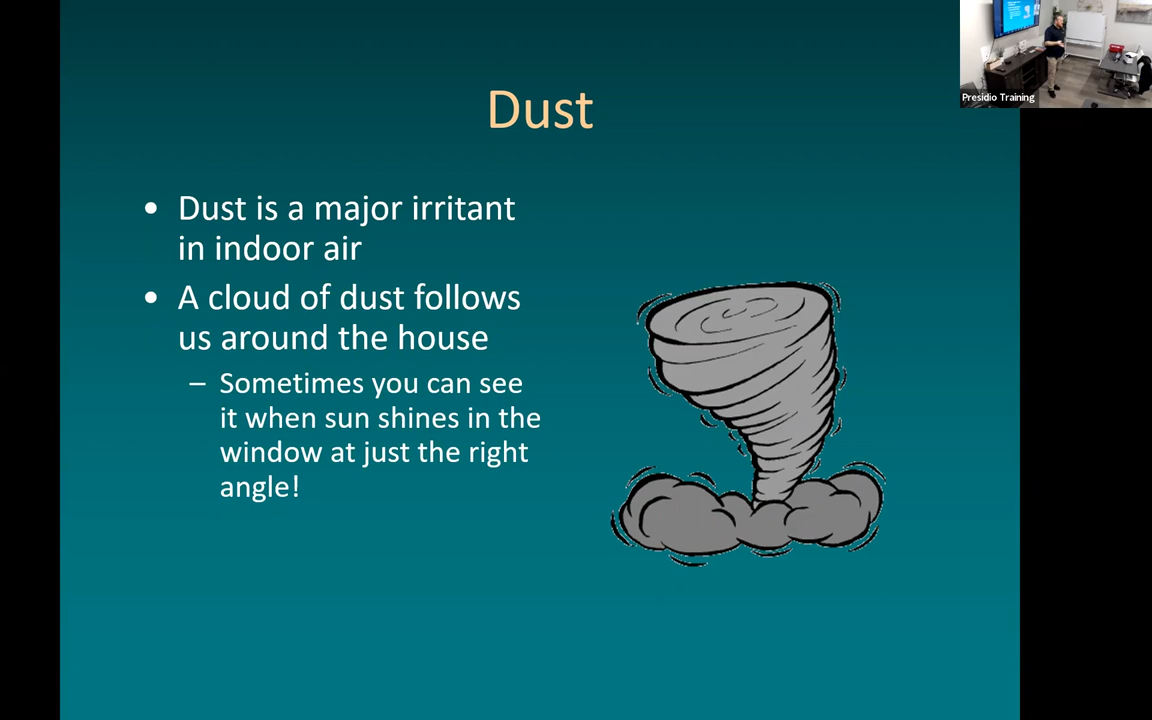 Dust
• Dust is a major irritant
in indoor air
• A cloud of dust follows
us around the house
– Sometimes you can see
it when sun shines in the
window at just the right
angle!
Presidio Training